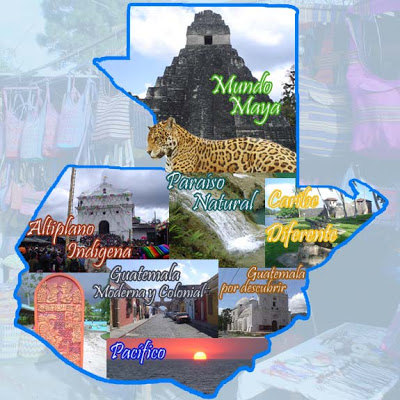 Mundo
Maya
Paraíso
Natural
Caribe
Diferente
Altiplano
Indígena
Guatemala
Moderna y Colonial
Guatemala
por descubrir
Pacífico